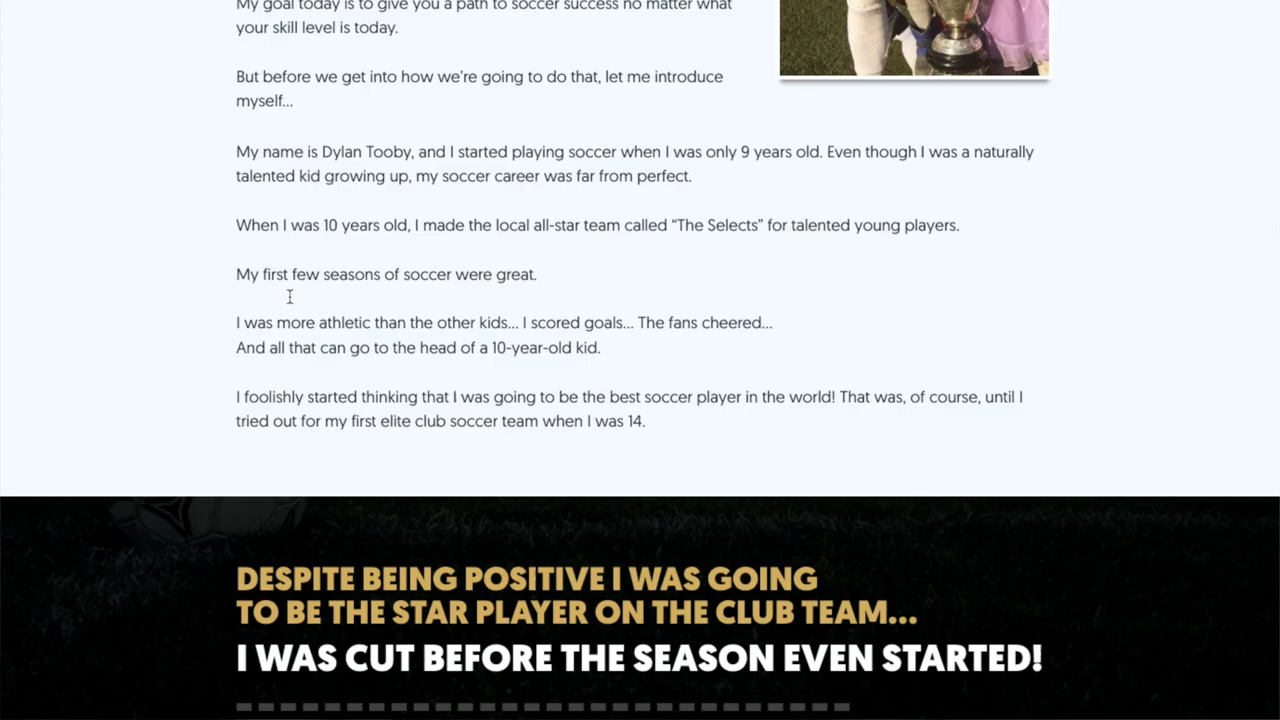 My goal today is to give you a path to soccer success no matter what
your skill level is today.
But before we get into how we're going to do that, let me introduce
myself...
My name is Dylan Tooby, and I started playing soccer when I was only 9 years old. Even though I was a naturally
talented kid growing up, my soccer career was far from perfect.
When I was 10 years old, I made the local all-star team called “The Selects” for talented young players.
My first few seasons of soccer were great.
I was more athletic than the other kids... I scored goals... The fans cheered...
And all that can go to the head of a 10-year-old kid.
I foolishly started thinking that I was going to be the best soccer player in the world! That was, of course, until I
tried out for my first elite club soccer team when I was 14.
DESPITE BEING POSITIVE I WAS GOING
TO BE THE STAR PLAYER ON THE CLUB TEAM...
I WAS CUT BEFORE THE SEASON EVEN STARTED!